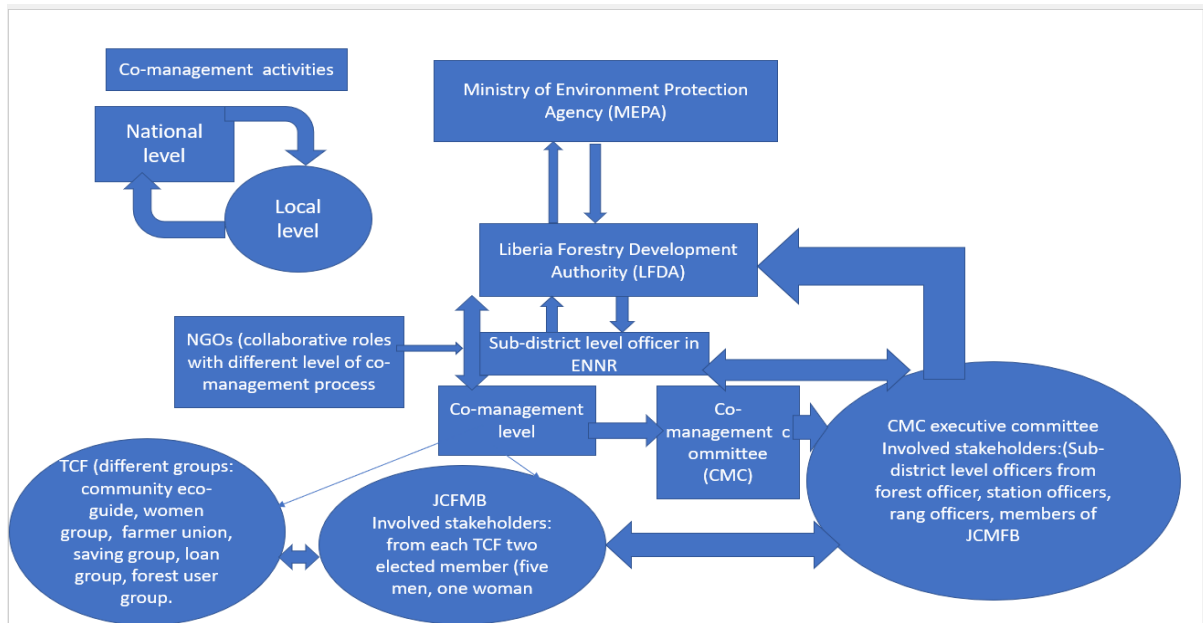 Co-management activities
National
level
Local
level
Ministry of Environment Protection
Agency (MEPA)
Liberia Forestry Development
Authority (LFDA)
NGOs (collaborative roles
with different level of co-
management process
Sub-district level officer in
ENNR
Co-management
level
Co-
management c
ommittee
(CMC)
CMC executive committee
Involved stakeholders:(Sub-
district level officers from
forest officer, station officers,
rang officers, members of
JCMFB
TCF (different groups:
community eco-
guide, women
group,  farmer union,
saving group, loan
group, forest user
group.
JCFMB
Involved stakeholders:
from each TCF two
elected member (five
men, one woman